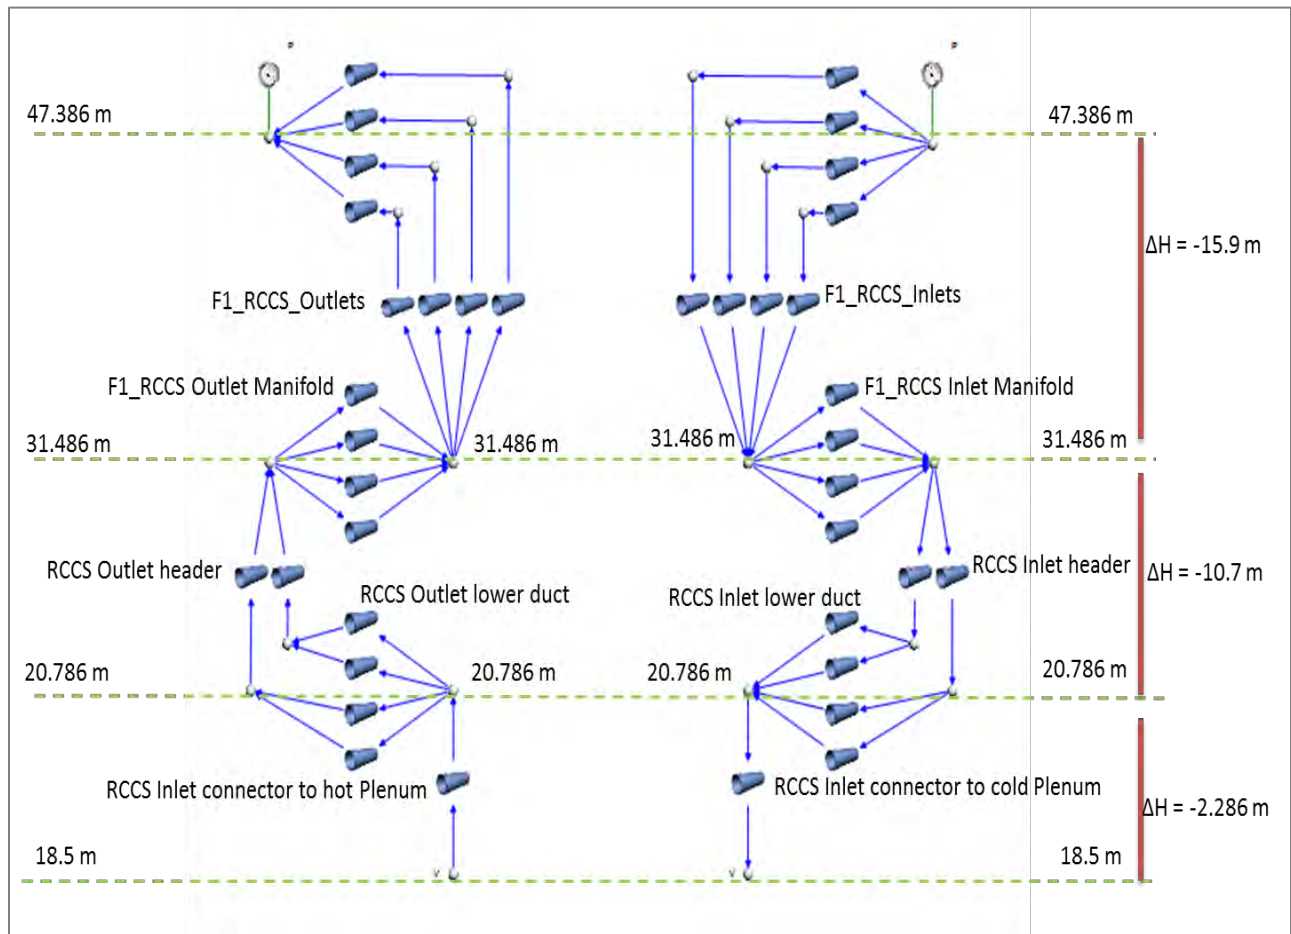 P
P
47.386 m
47.386 m
ΔH = -15.9 m
F1_RCCS_Outlets
F1_RCCS_Inlets
F1_RCCS Outlet Manifold
F1_RCCS Inlet Manifold
31.486 m
31.486 m
31.486 m
31.486 m
RCCS Outlet header
RCCS Inlet header
ΔH = -10.7 m
RCCS Outlet lower duct
RCCS Inlet lower duct
20.786 m
20.786 m
20.786 m
20.786 m
RCCS Inlet connector to hot Plenum
RCCS Inlet connector to cold Plenum
ΔH = -2.286 m
18.5 m
18.5 m
V
V